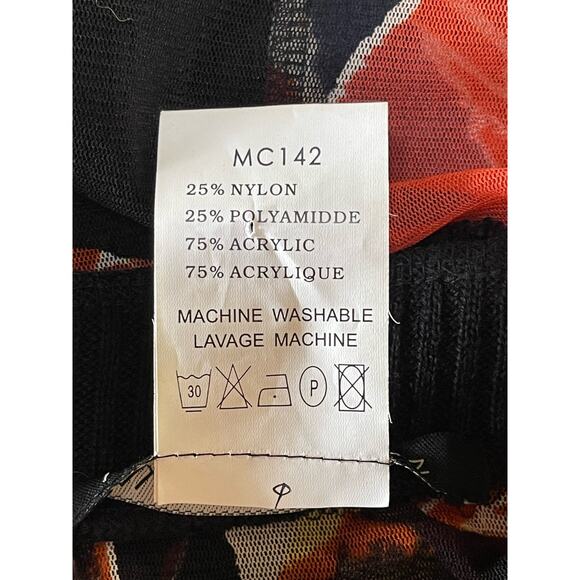 MC142
25% NYLON
25% POLYAMIDDE
75% ACRYLIC
75% ACRYLIQUE
MACHINE WASHABLE
LAVAGE MACHINE
30 P